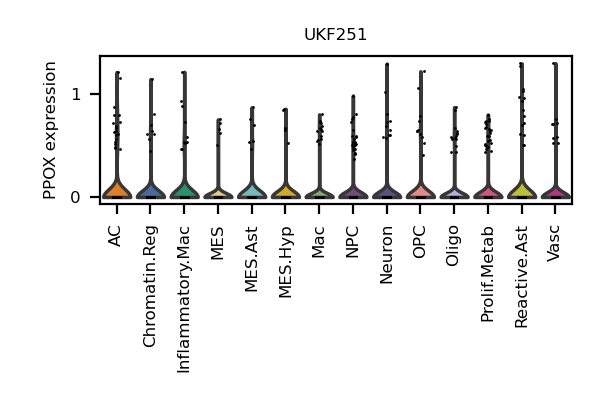 UKF251
PPOX expression
1
0
AC
Chromatin.Reg
Inflammatory.Mac
MES
MES.Ast
MES.Hyp
Mac
NPC
Neuron
OPC
Oligo
Prolif.Metab
Reactive.Ast
Vasc